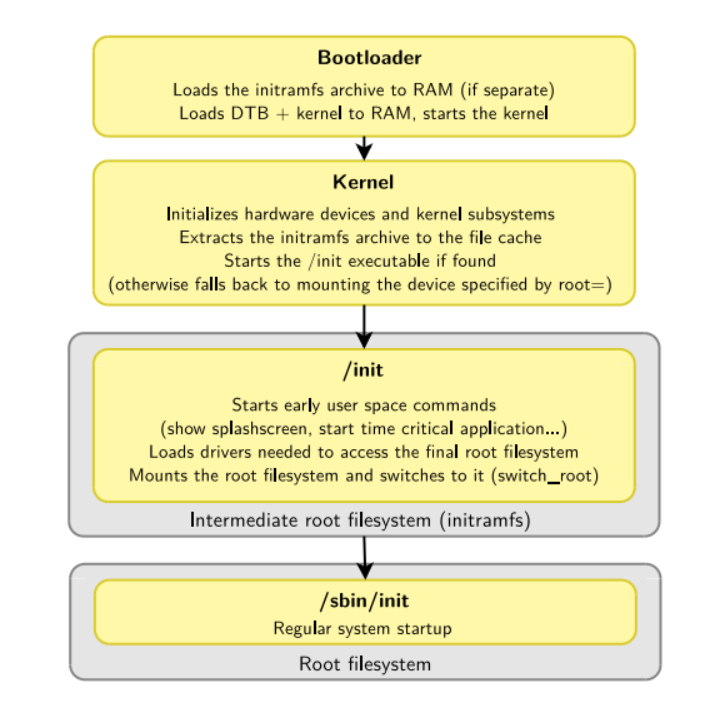 Bootloader
Loads the initramfs archive to RAM (if separate)
Loads DTB + kernel to RAM, starts the kernel
Kernel
Initializes hardware devices and kernel subsystems
Extracts the initramfs archive to the file cache
Starts the /init executable if found
(otherwise falls back to mounting the device specified by root=)
/init
Starts early user space commands
(show splashscreen, start time critical application...)
Loads drivers needed to access the final root filesystem
Mounts the root filesystem and switches to it (switch_root)
Intermediate root filesystem (initramfs)
/sbin/init
Regular system startup
Root filesystem